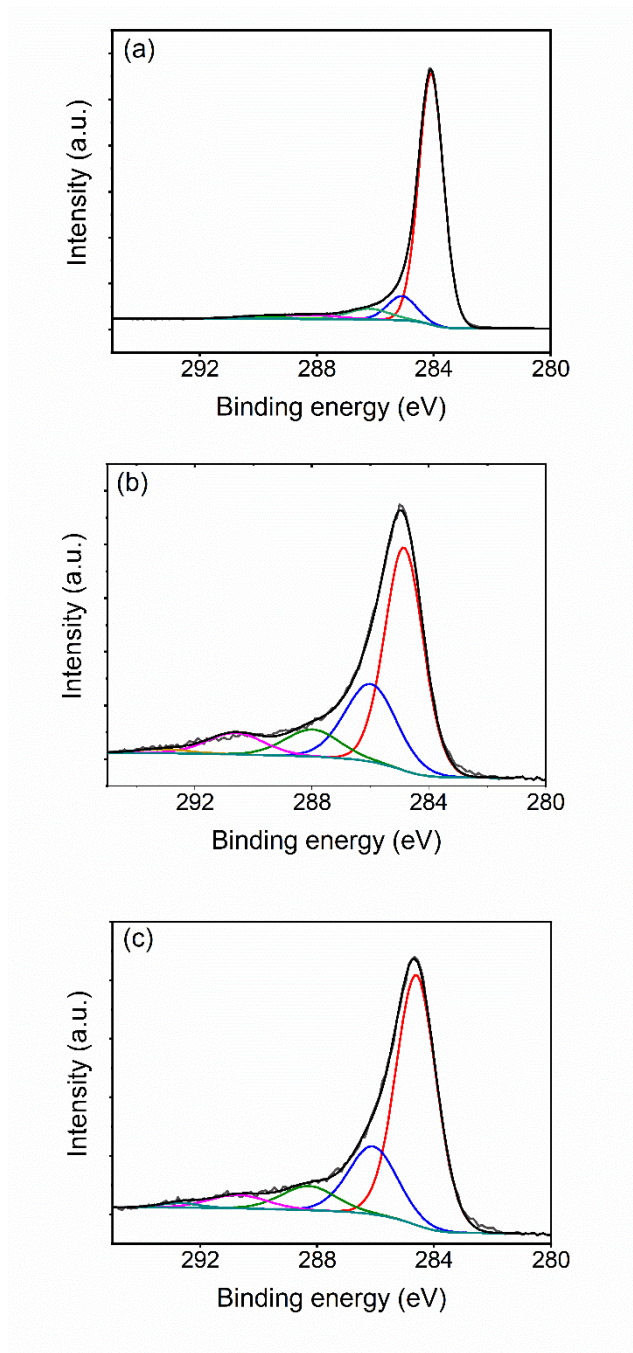 (a)
Intensity (a.u.)
292 288 284 280
Binding energy (eV)
(b)
Intensity (a.u.)
292 288 284 280
Binding energy (eV)
(c)
Intensity (a.u.)
292 288 284 280
Binding energy (eV)